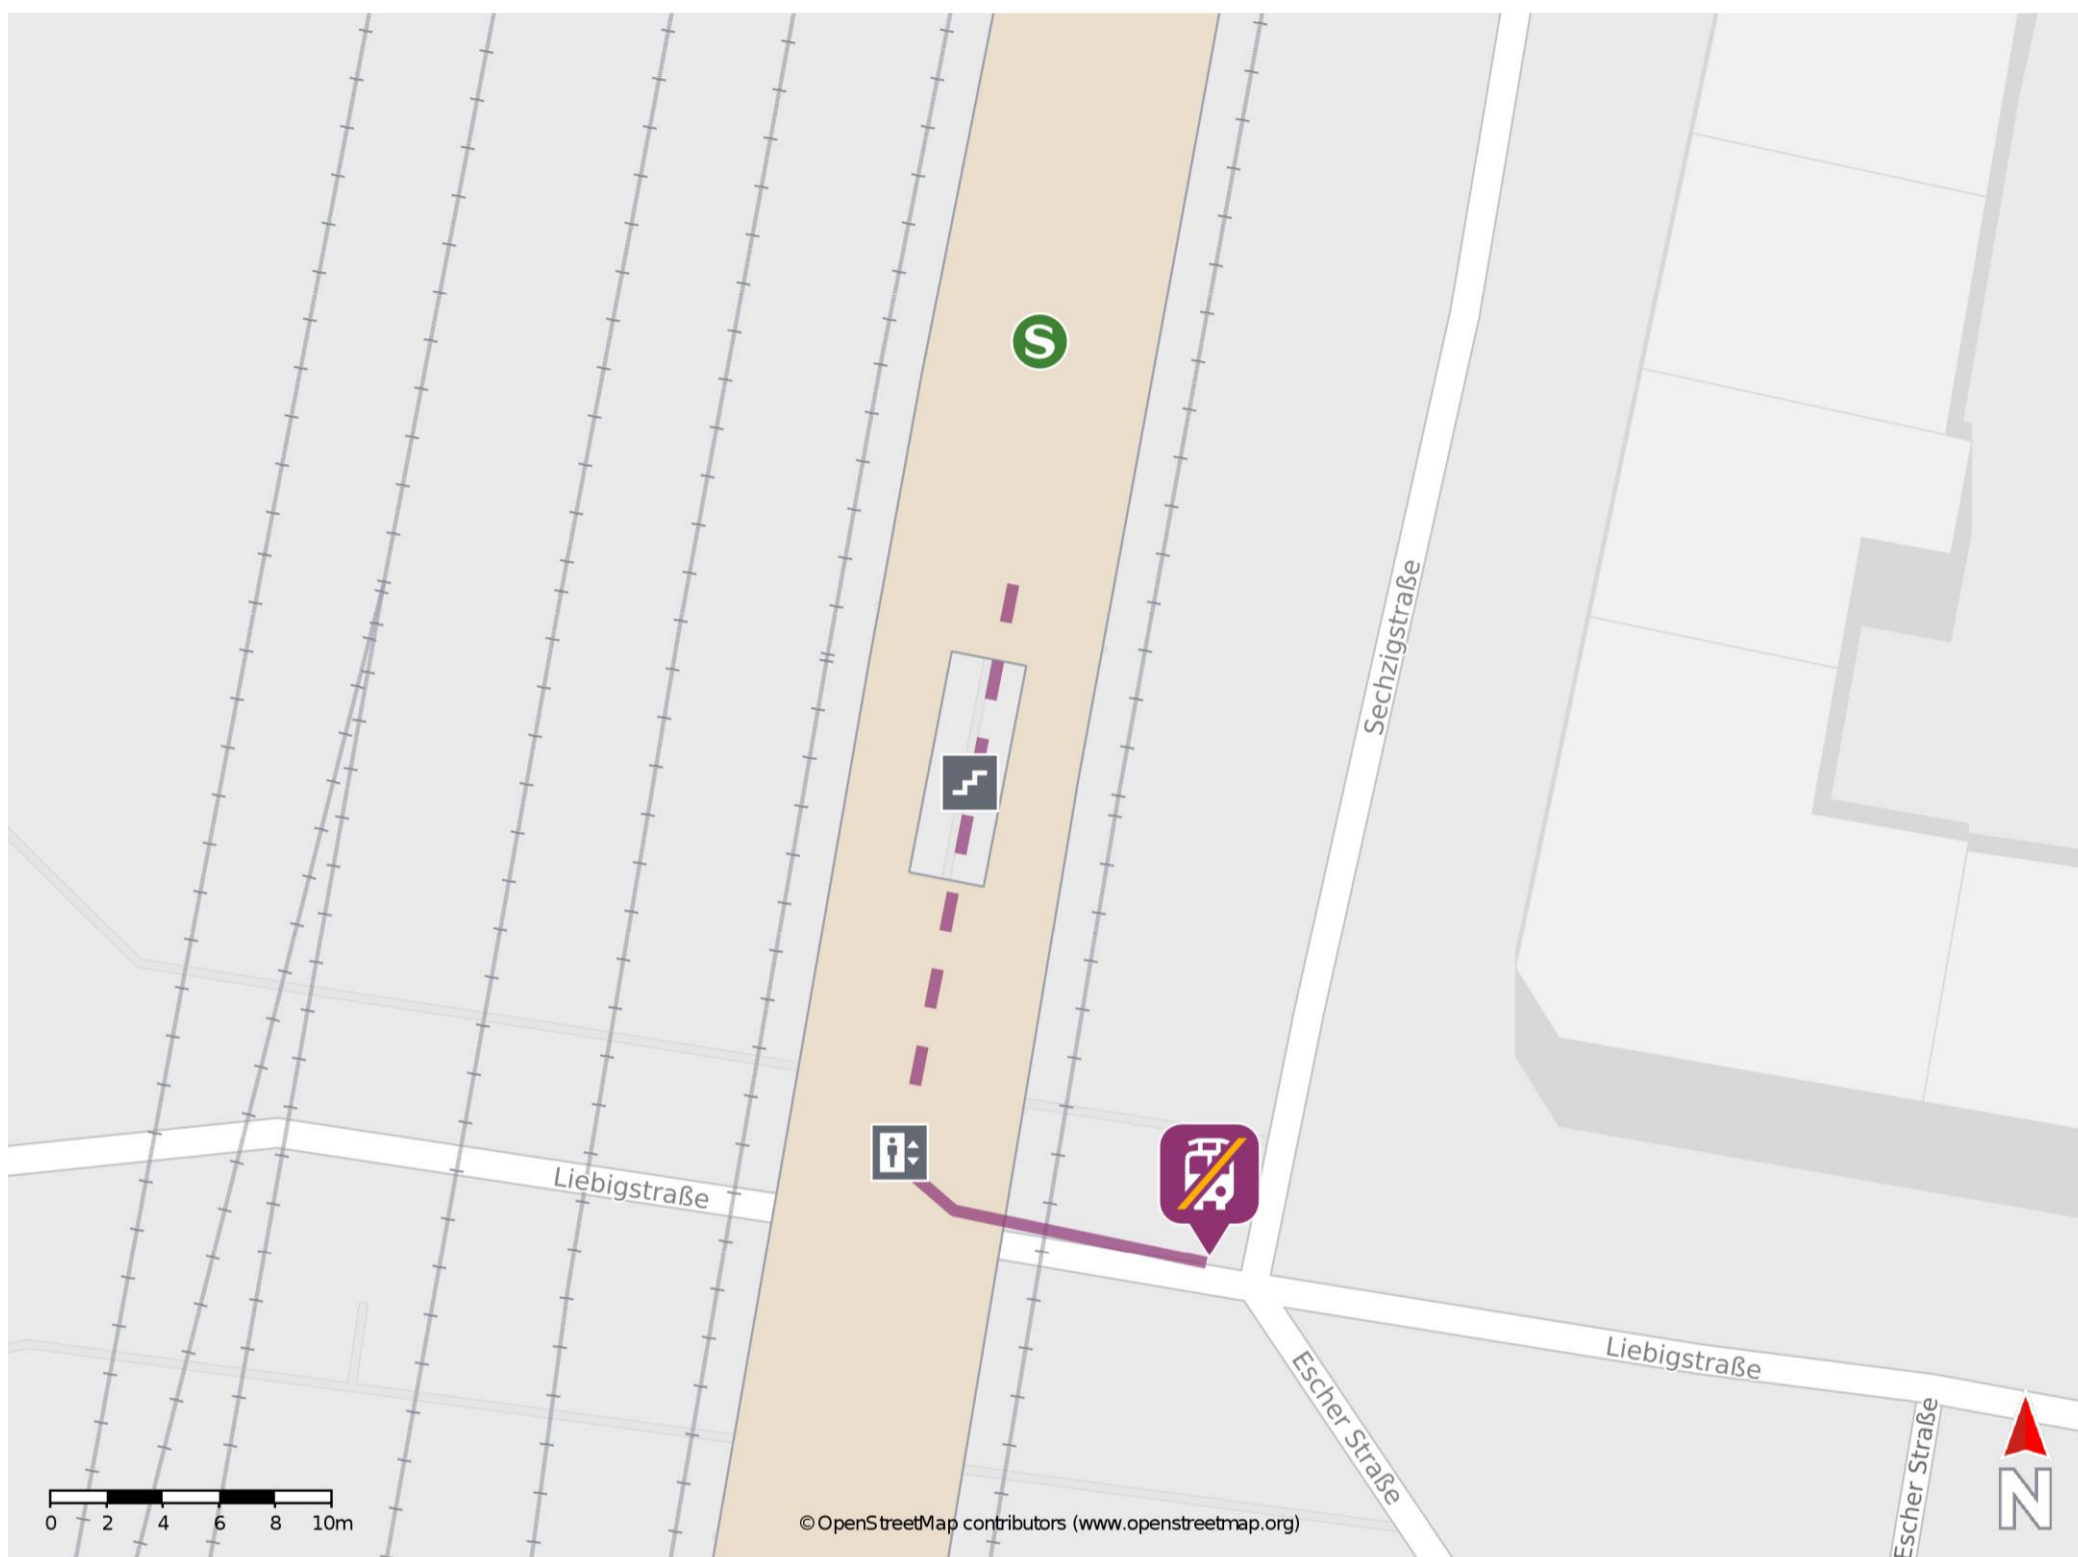 S
Sechzigstraße
Liebigstraße
Liebigstraße
Escher Straße
Escher Straße
N
0 2 4 6 8 10m
© OpenStreetMap contributors (www.openstreetmap.org)